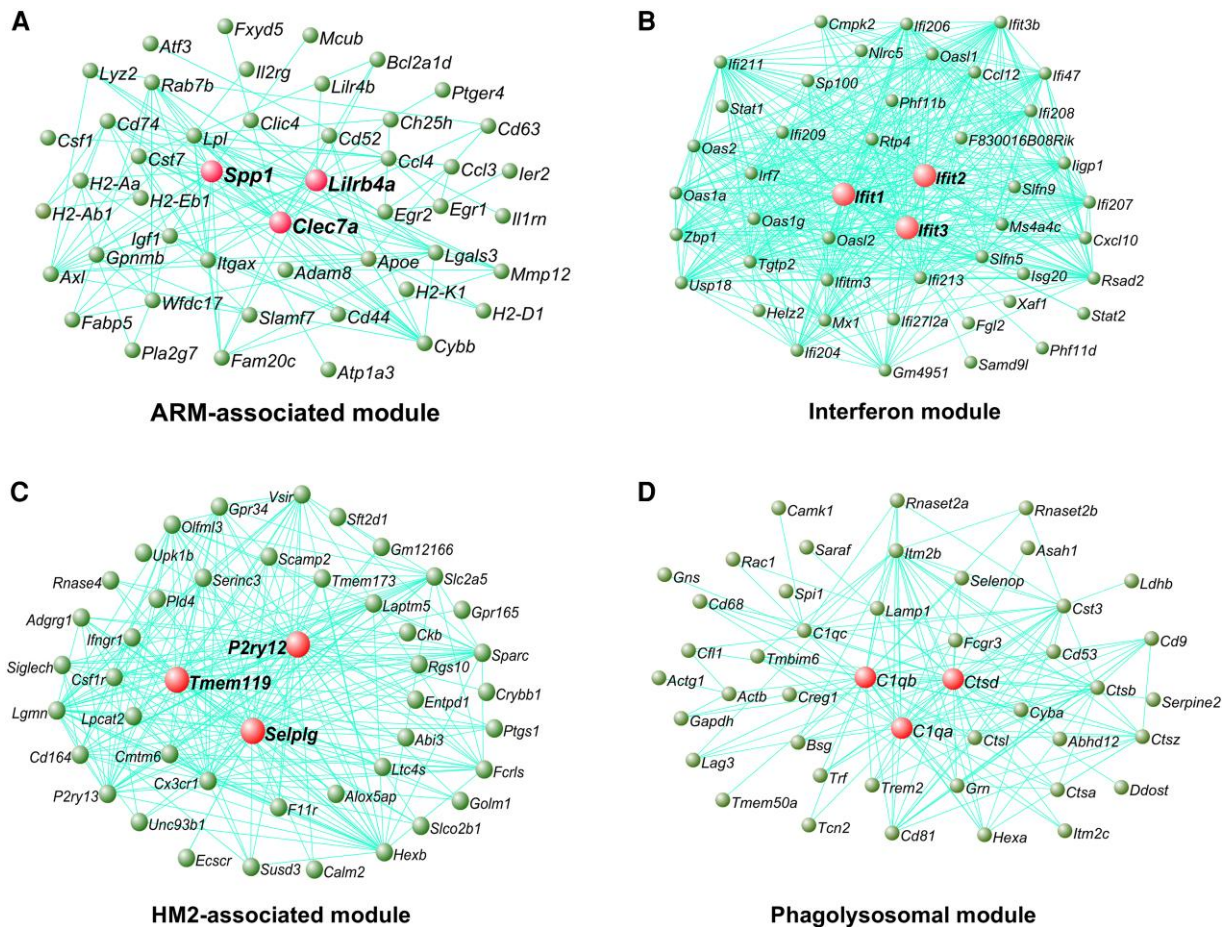 A
Fxyd5
Mcub
Atf3
Bcl2a1d
Lyz2
Rab7b
Il2rg
Lilr4b
Ptger4
Cd74
Lpl
Clic4
Cd52
Ch25h
Cd63
Csf1
Cst7
Ccl4
Ccl3
Ier2
Spp1
Lilrb4a
H2-Aa
H2-Eb1
H2-Ab1
Clec7a
Egr2
Egr1
Il1rn
Igf1
Gpnmb
Axl
Itgax
Adam8
Apoe
Lgals3
Mmp12
H2-K1
Wfdc17
Fabp5
Slamf7
Cd44
H2-D1
Pla2g7
Fam20c
Cybb
Atp1a3
ARM-associated module
B
Cmpk2
Ifi206
Ifit3b
Nlrc5
Oasl1
Ifi211
Sp100
Ccl12
Ifi47
Stat1
Phf11b
Ifi208
Ifi209
Rtp4
F830016B08Rik
Oas2
Irf7
Ifit2
Iigp1
Oas1a
Ifit1
Slfn9
Ifi207
Oas1g
Ifit3
Ms4a4c
Zbp1
Oasl2
Cxcl10
Tgtp2
Slfn5
Usp18
Ifitm3
Ifi213
Isg20
Rsad2
Helz2
Mx1
Ifi27l2a
Xaf1
Fgl2
Stat2
Ifi204
Phf11d
Gm4951
Samd9l
Interferon module
C
Vsir
Gpr34
Sft2d1
Olfml3
Upk1b
Scamp2
Gm12166
Rnase4
Serinc3
Tmem173
Slc2a5
Pld4
Laptm5
Gpr165
Adgrg1
Ifngr1
P2ry12
Ckb
Sparc
Siglech
Csf1r
Tmem119
Rgs10
Crybb1
Lgmn
Lpcat2
Entpd1
Selplg
Ptgs1
Cd164
Cmtm6
Abi3
Cx3cr1
Ltc4s
Fcrls
P2ry13
F11r
Alox5ap
Golm1
Unc93b1
Slco2b1
Ecscr
Susd3
Calm2
Hexb
HM2-associated module
D
Camk1
Rnaset2a
Rnaset2b
Saraf
Itm2b
Asah1
Rac1
Gns
Spi1
Selenop
Ldhb
Cd68
Lamp1
Cst3
C1qc
Fcgr3
Cd9
Cfl1
Tmbim6
Cd53
Actg1
C1qb
Ctsd
Ctsb
Actb
Creg1
Serpine2
Gapdh
Cyba
C1qa
Ctsl
Abhd12
Ctsz
Lag3
Bsg
Trf
Trem2
Grn
Ctsa
Ddost
Tmem50a
Tcn2
Cd81
Hexa
Itm2c
Phagolysosomal module